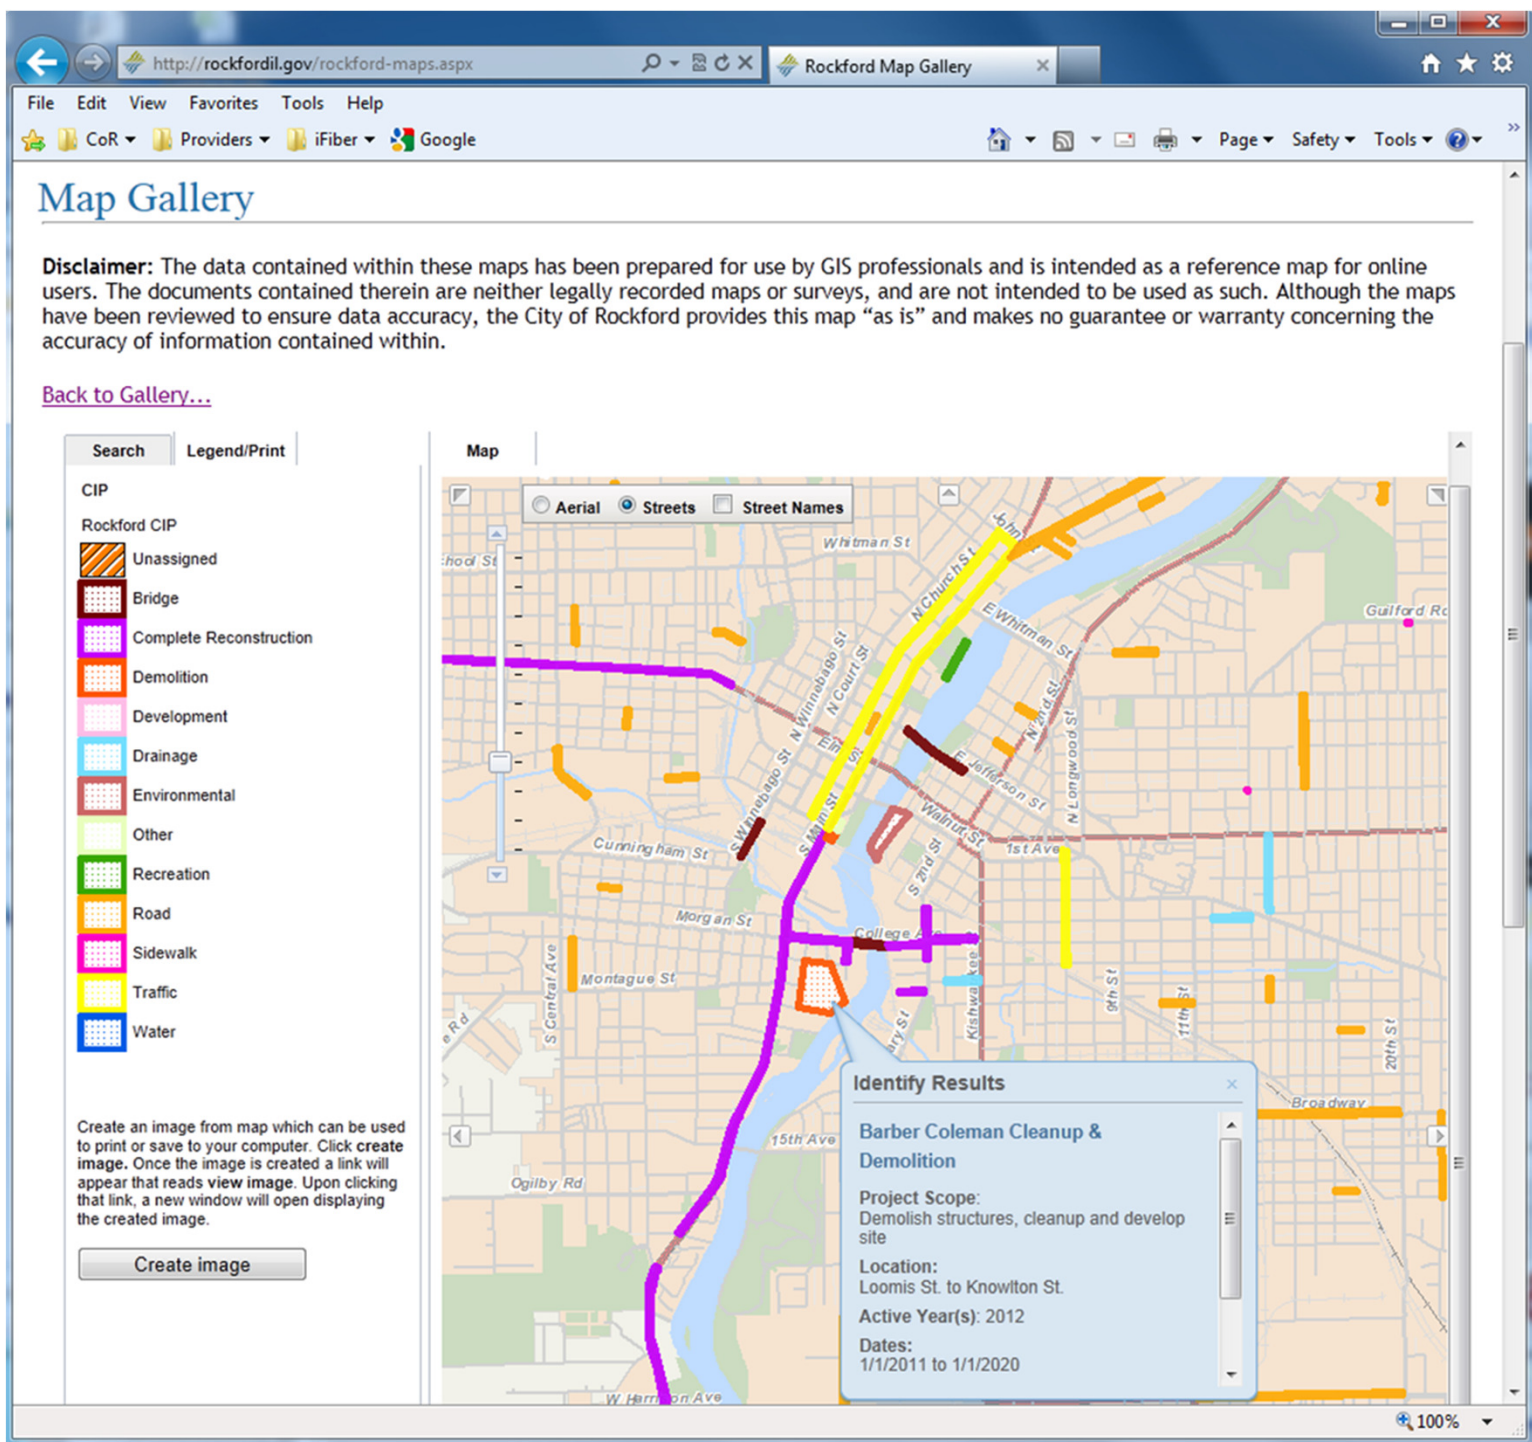 http://rockfordil.gov/rockford-maps.aspx
Rockford Map Gallery
File Edit View Favorites Tools Help
CoR Providers iFiber Google
Page Safety Tools
Map Gallery
Disclaimer: The data contained within these maps has been prepared for use by GIS professionals and is intended as a reference map for online
users. The documents contained therein are neither legally recorded maps or surveys, and are not intended to be used as such. Although the maps
have been reviewed to ensure data accuracy, the City of Rockford provides this map “as is” and makes no guarantee or warranty concerning the
accuracy of information contained within.
Back to Gallery...
Search Legend/Print
CIP
Rockford CIP
Unassigned
Bridge
Complete Reconstruction
Demolition
Development
Drainage
Environmental
Other
Recreation
Road
Sidewalk
Traffic
Water
Create an image from map which can be used
to print or save to your computer. Click create
image. Once the image is created a link will
appear that reads view image. Upon clicking
that link, a new window will open displaying
the created image.
Create image
Map
Aerial Streets Street Names
Whitman St
N Church St
E Whitman St
Guilford Rd
N Winnebago St
N Court St
N 2nd St
N Longwood St
Elm St
E Jefferson St
S Winnebago St
S Main St
Walnut St
Cunningham St
1st Ave
S 2nd St
Morgan St
College Ave
S Central Ave
Montague St
9th St
11th St
20th St
Broadway
15th Ave
Ogilby Rd
W Harrison Ave
Identify Results
Barber Coleman Cleanup &
Demolition
Project Scope:
Demolish structures, cleanup and develop
site
Location:
Loomis St. to Knowlton St.
Active Year(s): 2012
Dates:
1/1/2011 to 1/1/2020
100%